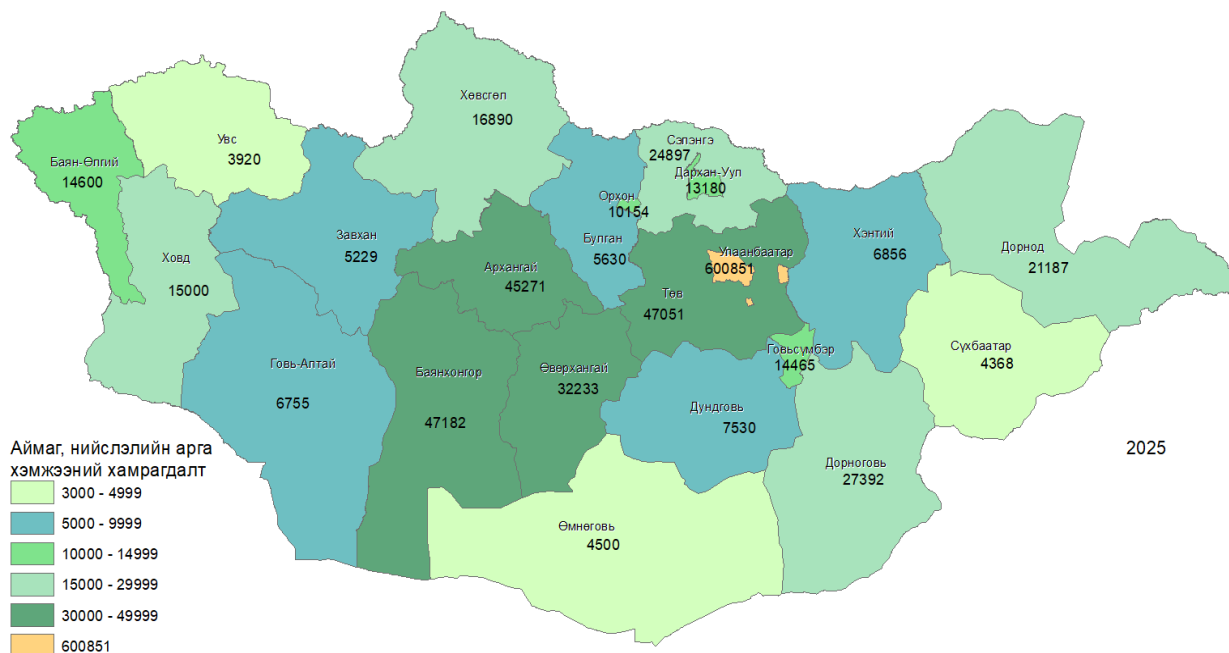 Хөвсгөл
16890
Увс
3920
Баян-Өлгий
14600
Сэлэнгэ
24897
Дархан-Уул
13180
Орхон
10154
Булган
5630
Завхан
5229
Архангай
45271
Улаанбаатар
600851
Хэнтий
6856
Дорнод
21187
Ховд
15000
Төв
47051
Говьсүмбэр
14465
Сүхбаатар
4368
Говь-Алтай
6755
Баянхонгор
47182
Өвөрхангай
32233
Дундговь
7530
Дорноговь
27392
Өмнөговь
4500
2025
Аймаг, нийслэлийн арга
хэмжээний хамрагдалт
3000 - 4999
5000 - 9999
10000 - 14999
15000 - 29999
30000 - 49999
600851